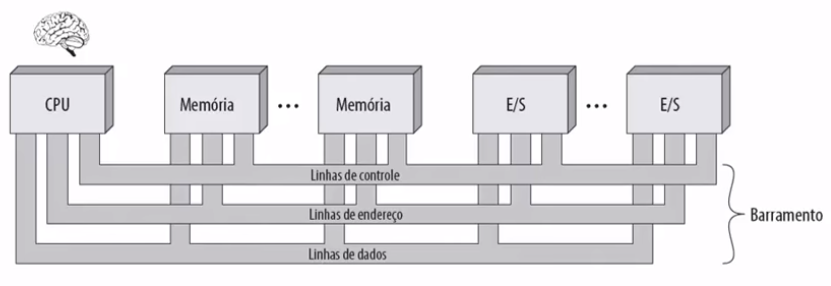 CPU
Memória
...
Memória
E/S
...
E/S
Linhas de controle
Linhas de endereço
Barramento
Linhas de dados